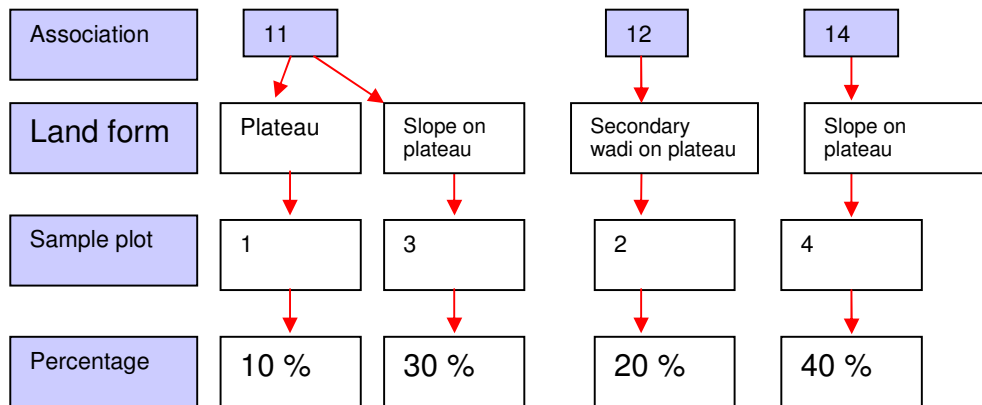 Association
11
12
14
Land form
Plateau
Slope on
plateau
Secondary
wadi on plateau
Slope on
plateau
Sample plot
1
3
2
4
Percentage
10 %
30 %
20 %
40 %